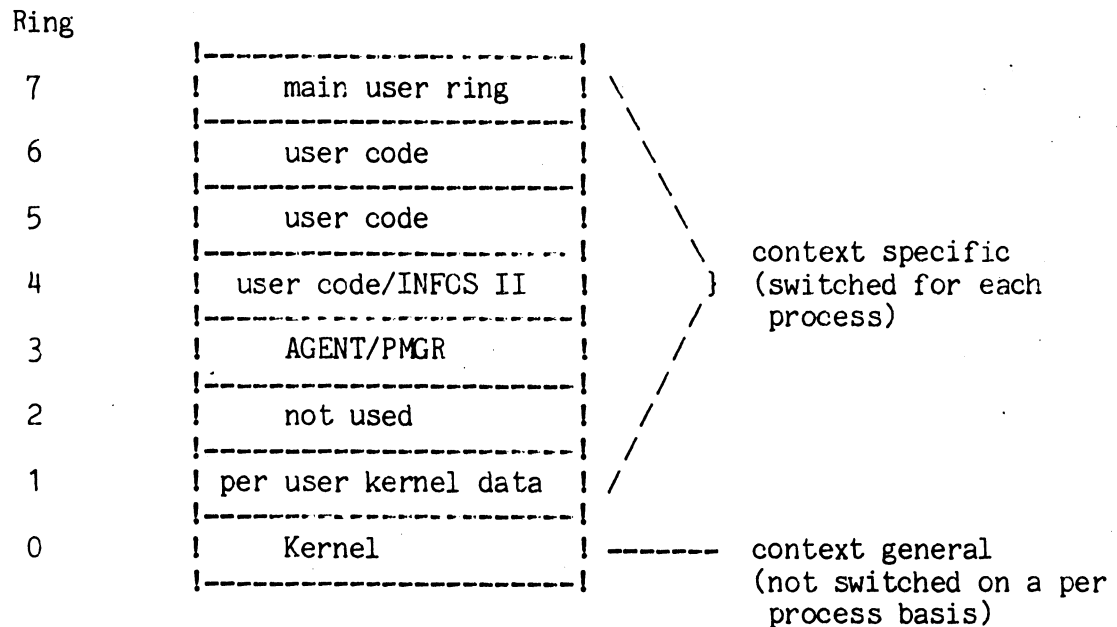 Ring
!-------------------!
7 ! main user ring ! \
!-------------------! \
6 ! user code ! \
!-------------------! \
5 ! user code ! \
!-------------------! \ context specific
4 ! user code/INFOS II ! } (switched for each
!-------------------! / process)
3 ! AGENT/PMGR ! /
!-------------------! /
2 ! not used ! /
!-------------------! /
1 ! per user kernel data ! /
!-------------------!
0 ! Kernel ! ------- context general
!-------------------! (not switched on a per
process basis)